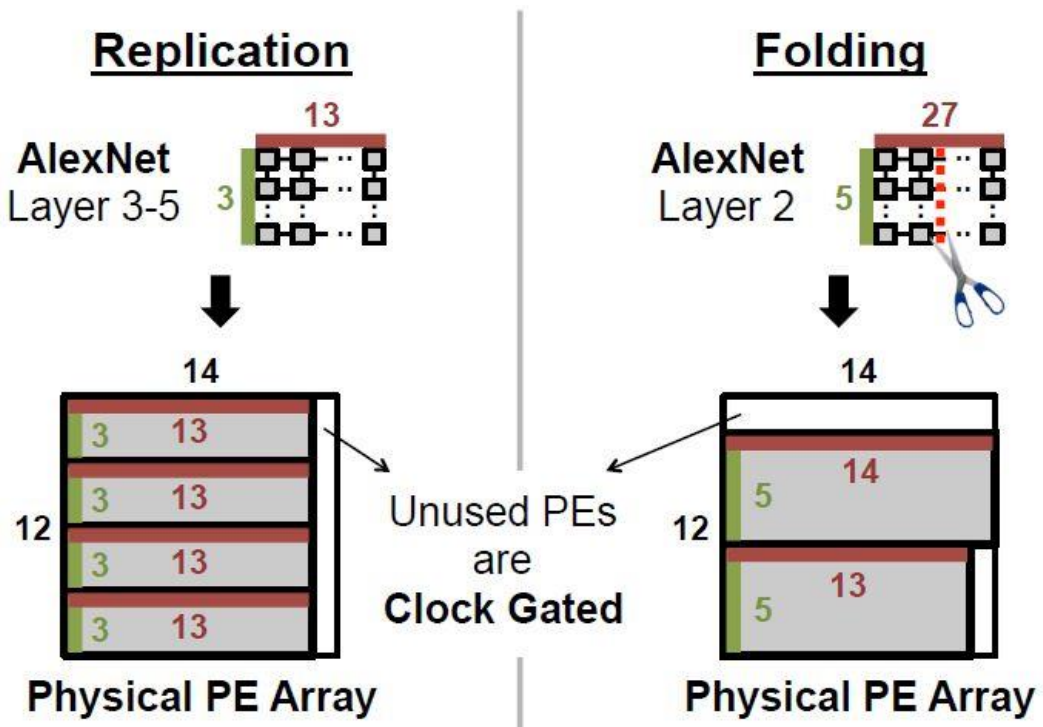 Replication
13
AlexNet
Layer 3-5
3
14
3 13
3 13
12
3 13
3 13
Physical PE Array
Unused PEs
are
Clock Gated
Folding
27
AlexNet
Layer 2
5
14
14
5
12
13
5
Physical PE Array